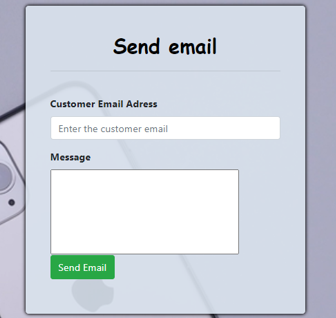 Send email
Customer Email Adress
Enter the customer email
Message
Send Email